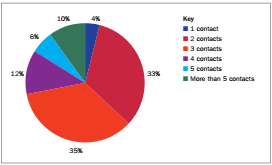 10%
4%
6%
12%
33%
35%
Key
1 contact
2 contacts
3 contacts
4 contacts
5 contacts
More than 5 contacts